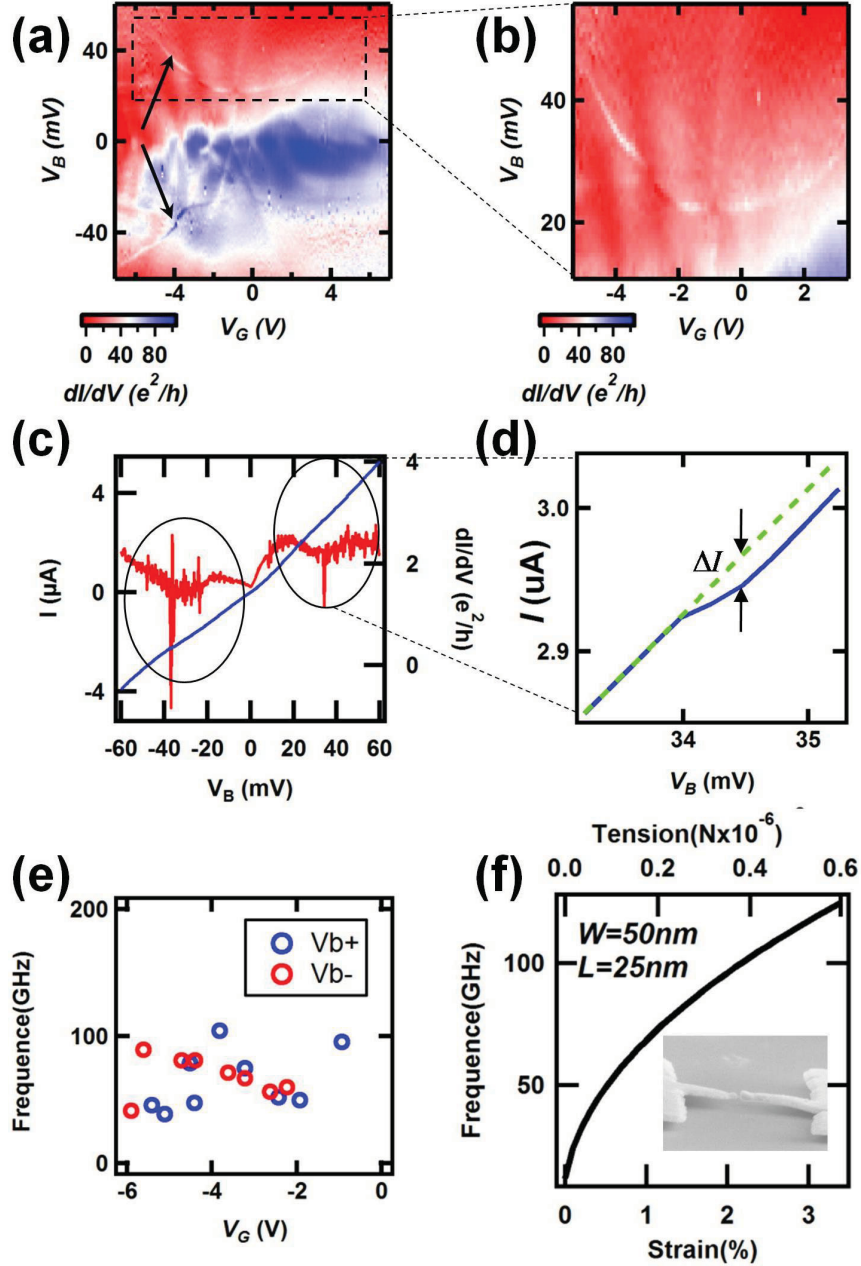 (a)
40
0
-40
V_B (mV)
-4
0
4
V_G (V)
0 40 80
dI/dV (e^2/h)
(b)
40
20
V_B (mV)
-4
-2
0
2
V_G (V)
0 40 80
dI/dV (e^2/h)
(c)
4
0
-4
I (µA)
4
2
0
dI/dV (e^2/h)
-60 -40 -20 0 20 40 60
V_B (mV)
(d)
3.0
2.9
I (uA)
ΔI
34
35
V_B (mV)
(e)
200
100
0
Frequence(GHz)
Vb+
Vb-
-6
-4
-2
0
V_G (V)
(f)
Tension(Nx10^-6)
0.0 0.2 0.4 0.6
W=50nm
L=25nm
100
50
Frequence(GHz)
0
1
2
3
Strain(%)